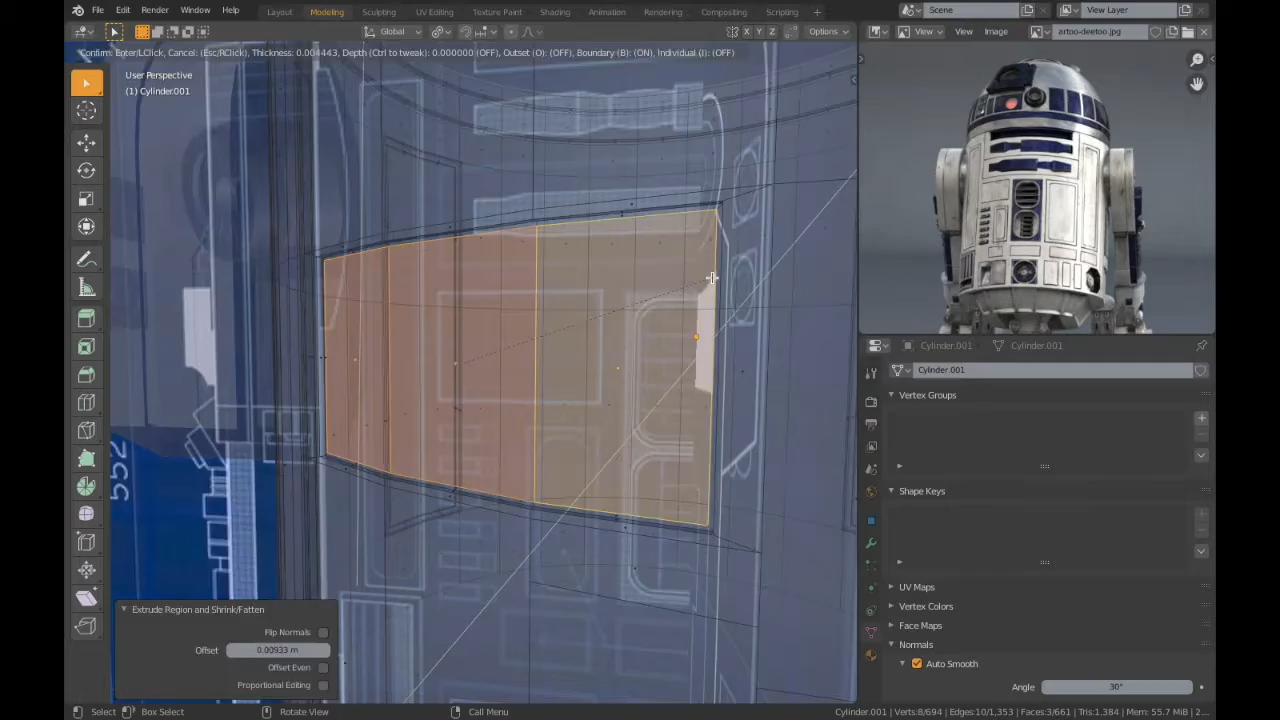 File Edit Render Window Help
Layout Modeling Sculpting UV Editing Texture Paint Shading Animation Rendering Compositing Scripting +
Scene View Layer
Global X Y Z Options View View Image artoo-deetoo.jpg
Confirm: Enter/LClick, Cancel: (Esc/RClick), Thickness: 0.004443, Depth (Ctrl to tweak): 0.000000 (OFF), Outset (O): (OFF), Boundary (B): (ON), Individual (I): (OFF)
User Perspective
(1) Cylinder.001
552
Cylinder.001 Cylinder.001
Cylinder.001
Vertex Groups
Shape Keys
UV Maps
Vertex Colors
Face Maps
Normals
Auto Smooth
Angle 30°
Extrude Region and Shrink/Fatten
Flip Normals
Offset 0.00933 m
Offset Even
Proportional Editing
Select Box Select Rotate View Call Menu
Cylinder.001 | Verts:8/694 | Edges:10/1,353 | Faces:3/661 | Tris:1,384 | Mem: 55.7 MiB | 2...